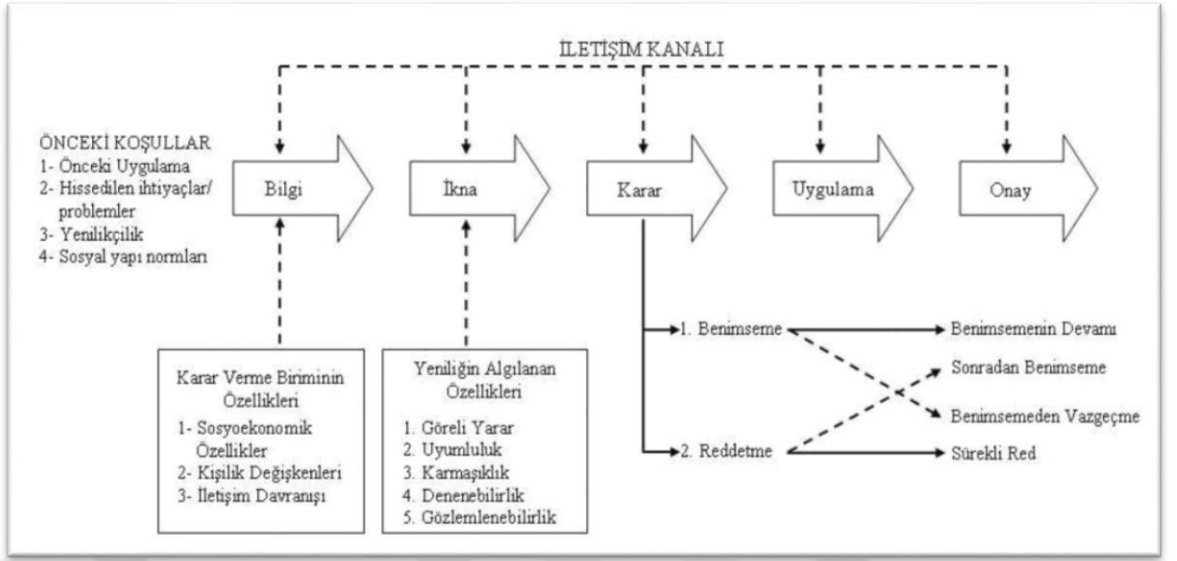 İLETİŞİM KANALI
ÖNCEKİ KOŞULLAR
1- Önceki Uygulama
2- Hissedilen ihtiyaçlar/
problemler
3- Yenilikçilik
4- Sosyal yapı normları
Bilgi
İkna
Karar
Uygulama
Onay
Karar Verme Biriminin
Özellikleri
1- Sosyoekonomik
Özellikler
2- Kişilik Değişkenleri
3- İletişim Davranışı
Yeniliğin Algılanan
Özellikleri
1. Göreli Yarar
2. Uyumluluk
3. Karmaşıklık
4. Denenebilirlik
5. Gözlemlenebilirlik
1. Benimseme
2. Reddetme
Benimsemenin Devamı
Sonradan Benimseme
Benimsemeden Vazgeçme
Sürekli Red